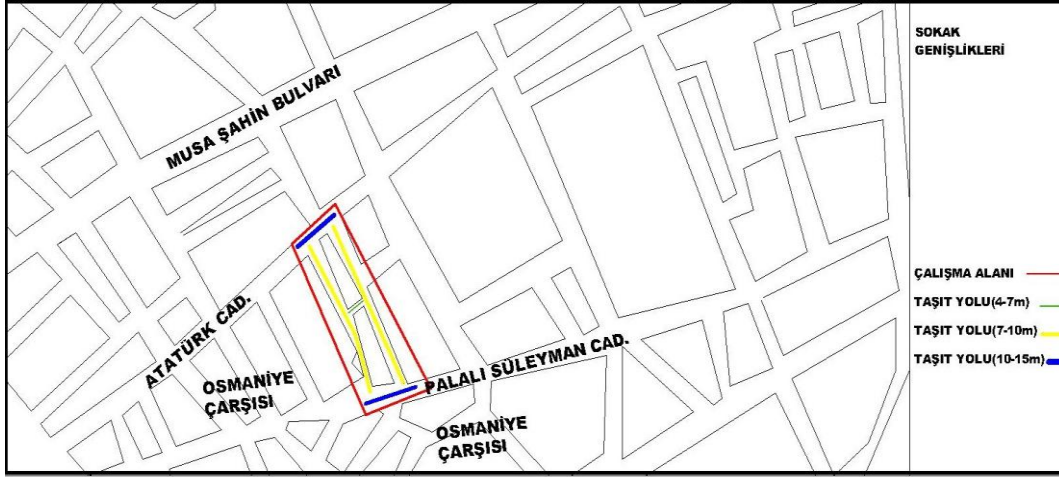 SOKAK
GENİŞLİKLERİ
MUSA ŞAHİN BULVARI
ATATÜRK CAD.
OSMANİYE
ÇARŞISI
PALALI SÜLEYMAN CAD.
OSMANİYE
ÇARŞISI
ÇALIŞMA ALANI
TAŞIT YOLU(4-7m)
TAŞIT YOLU(7-10m)
TAŞIT YOLU(10-15m)